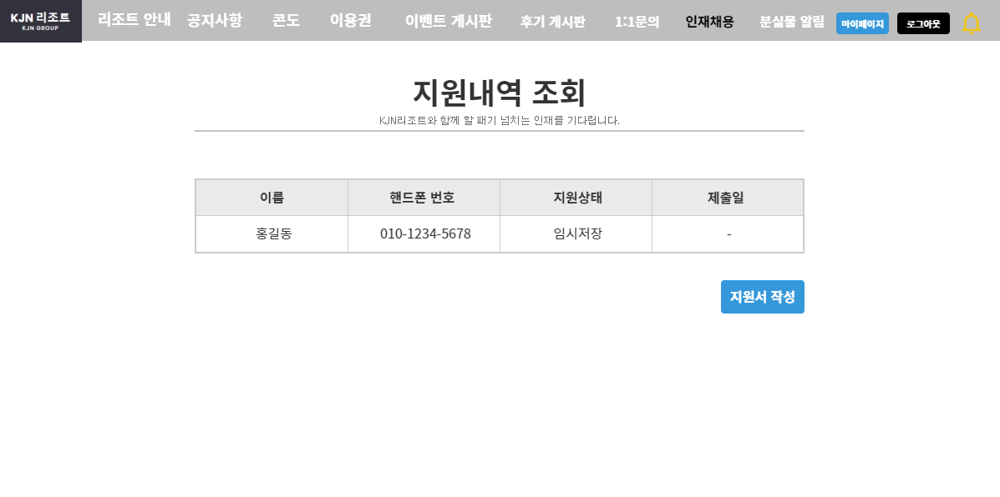 KJN 리조트
KJN GROUP
리조트 안내 공지사항 콘도 이용권 이벤트 게시판 후기 게시판 1:1문의 인재채용 분실물 알림 마이페이지 로그아웃
지원내역 조회
KJN리조트와 함께 할 패기 넘치는 인재를 기다립니다.
이름 핸드폰 번호 지원상태 제출일
홍길동 010-1234-5678 임시저장 -
지원서 작성